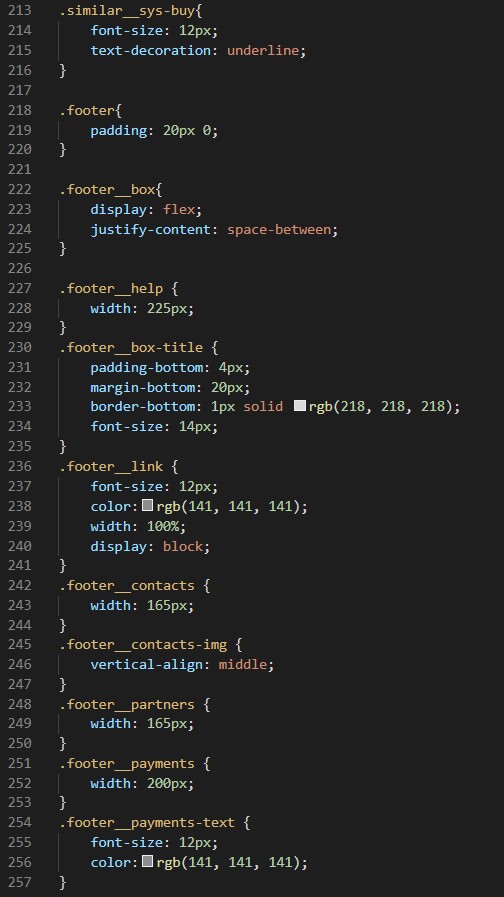 213 .similar__sys-buy{
214     font-size: 12px;
215     text-decoration: underline;
216 }
217
218 .footer{
219     padding: 20px 0;
220 }
221
222 .footer__box{
223     display: flex;
224     justify-content: space-between;
225 }
226
227 .footer__help {
228     width: 225px;
229 }
230 .footer__box-title {
231     padding-bottom: 4px;
232     margin-bottom: 20px;
233     border-bottom: 1px solid rgb(218, 218, 218);
234     font-size: 14px;
235 }
236 .footer__link {
237     font-size: 12px;
238     color: rgb(141, 141, 141);
239     width: 100%;
240     display: block;
241 }
242 .footer__contacts {
243     width: 165px;
244 }
245 .footer__contacts-img {
246     vertical-align: middle;
247 }
248 .footer__partners {
249     width: 165px;
250 }
251 .footer__payments {
252     width: 200px;
253 }
254 .footer__payments-text {
255     font-size: 12px;
256     color: rgb(141, 141, 141);
257 }